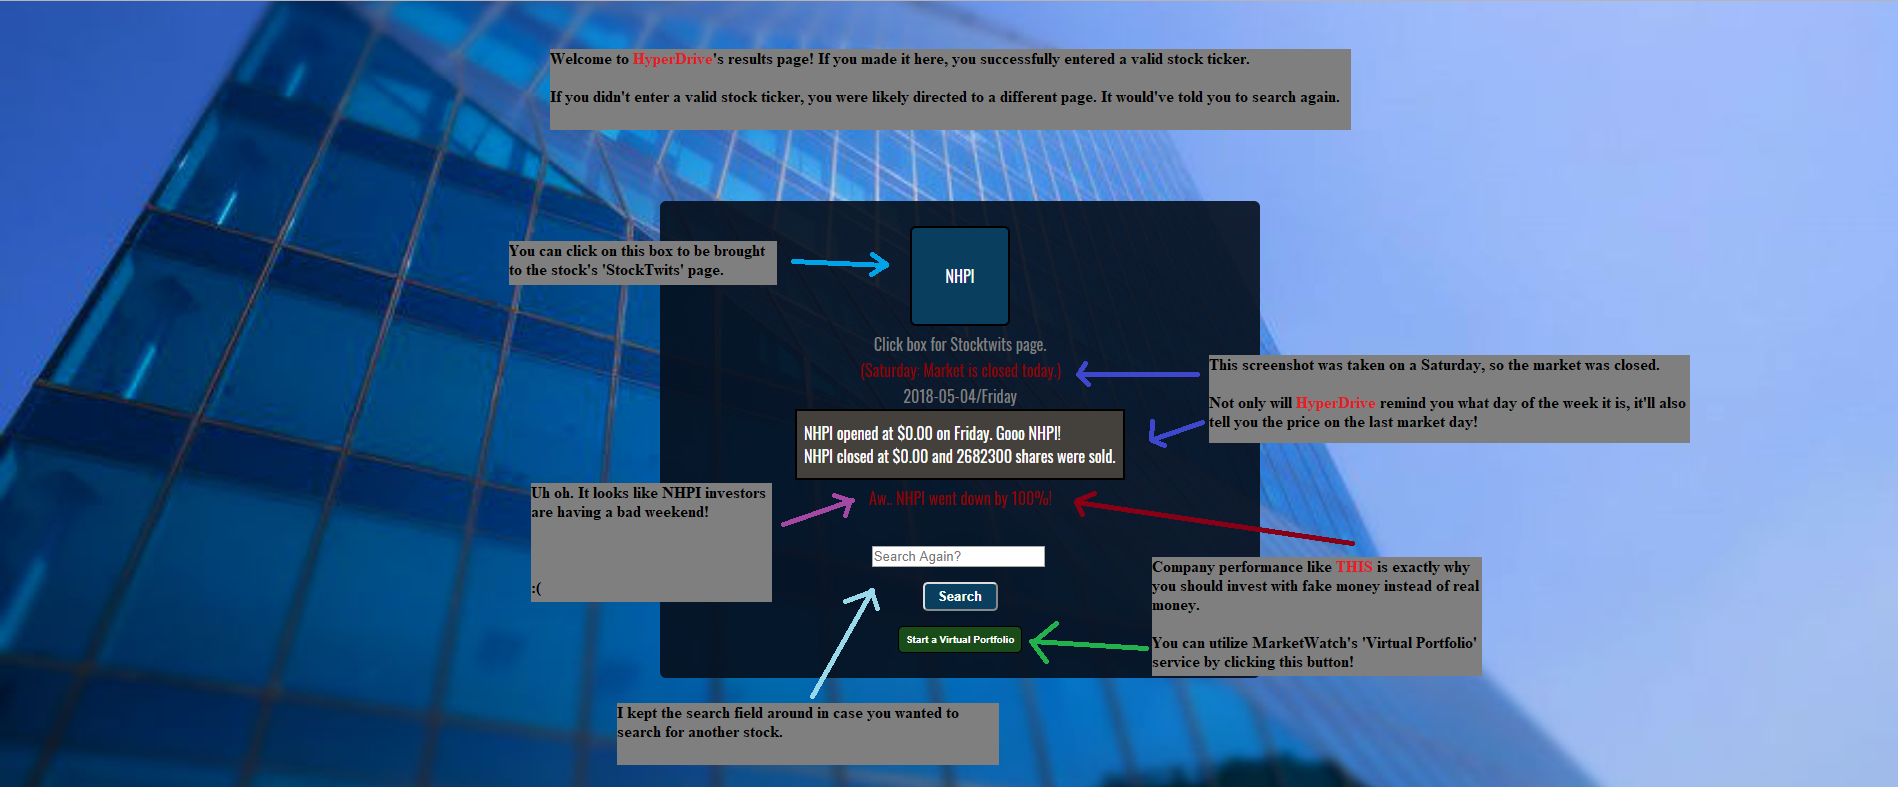 Welcome to HyperDrive's results page! If you made it here, you successfully entered a valid stock ticker.
If you didn't enter a valid stock ticker, you were likely directed to a different page. It would've told you to search again.
You can click on this box to be brought
to the stock's 'StockTwits' page.
NHPI
Click box for Stocktwits page.
(Saturday: Market is closed today.)
2018-05-04/Friday
This screenshot was taken on a Saturday, so the market was closed.
Not only will HyperDrive remind you what day of the week it is, it'll also
tell you the price on the last market day!
NHPI opened at $0.00 on Friday. Gooo NHPI!
NHPI closed at $0.00 and 2682300 shares were sold.
Uh oh. It looks like NHPI investors
are having a bad weekend!
:(
Aw.. NHPI went down by 100%!
Search Again?
Search
Start a Virtual Portfolio
Company performance like THIS is exactly why
you should invest with fake money instead of real
money.
You can utilize MarketWatch's 'Virtual Portfolio'
service by clicking this button!
I kept the search field around in case you wanted to
search for another stock.